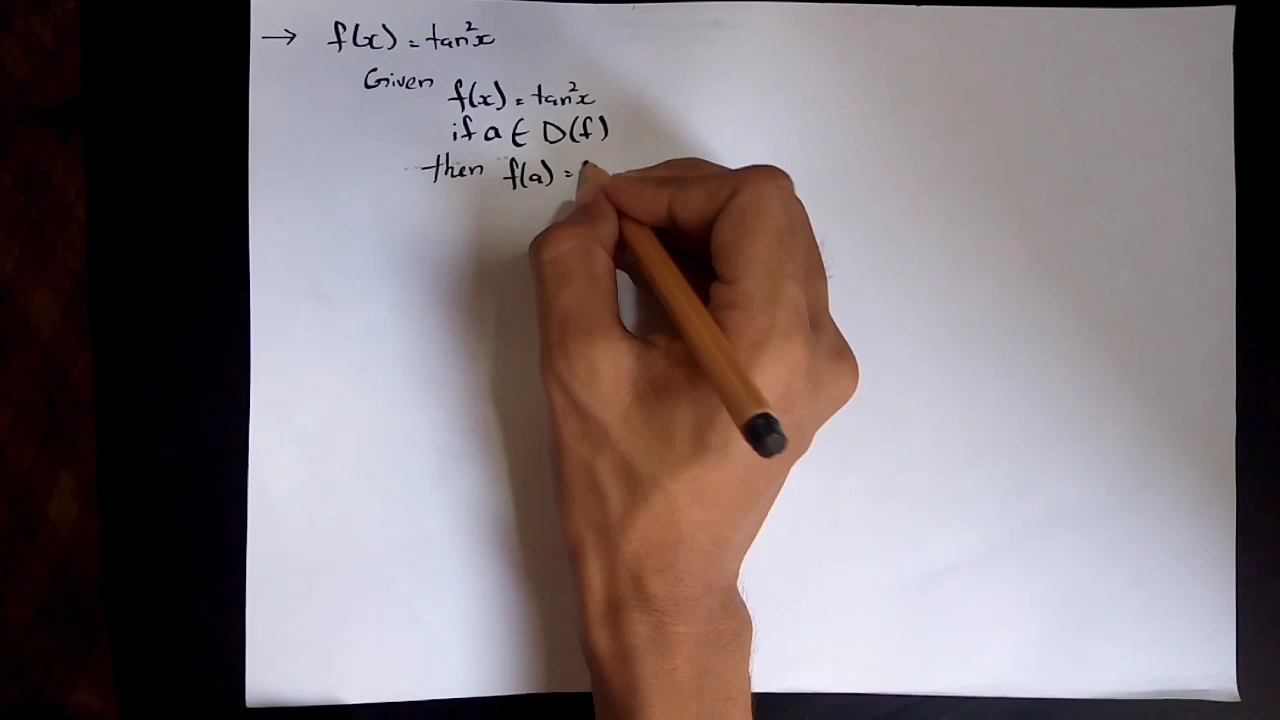 → f(x) = tan²x
Given f(x) = tan²x
if a ∈ D(f)
then f(a) =